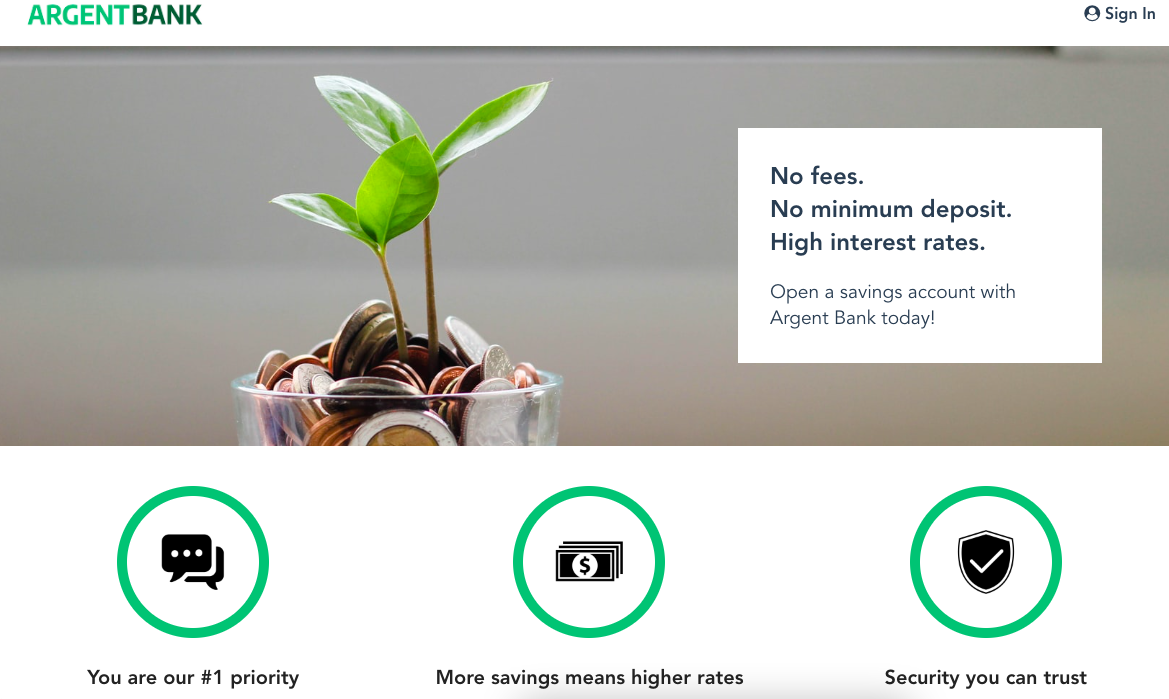 ARGENTBANK
Sign In
No fees.
No minimum deposit.
High interest rates.
Open a savings account with
Argent Bank today!
$
You are our #1 priority
More savings means higher rates
Security you can trust